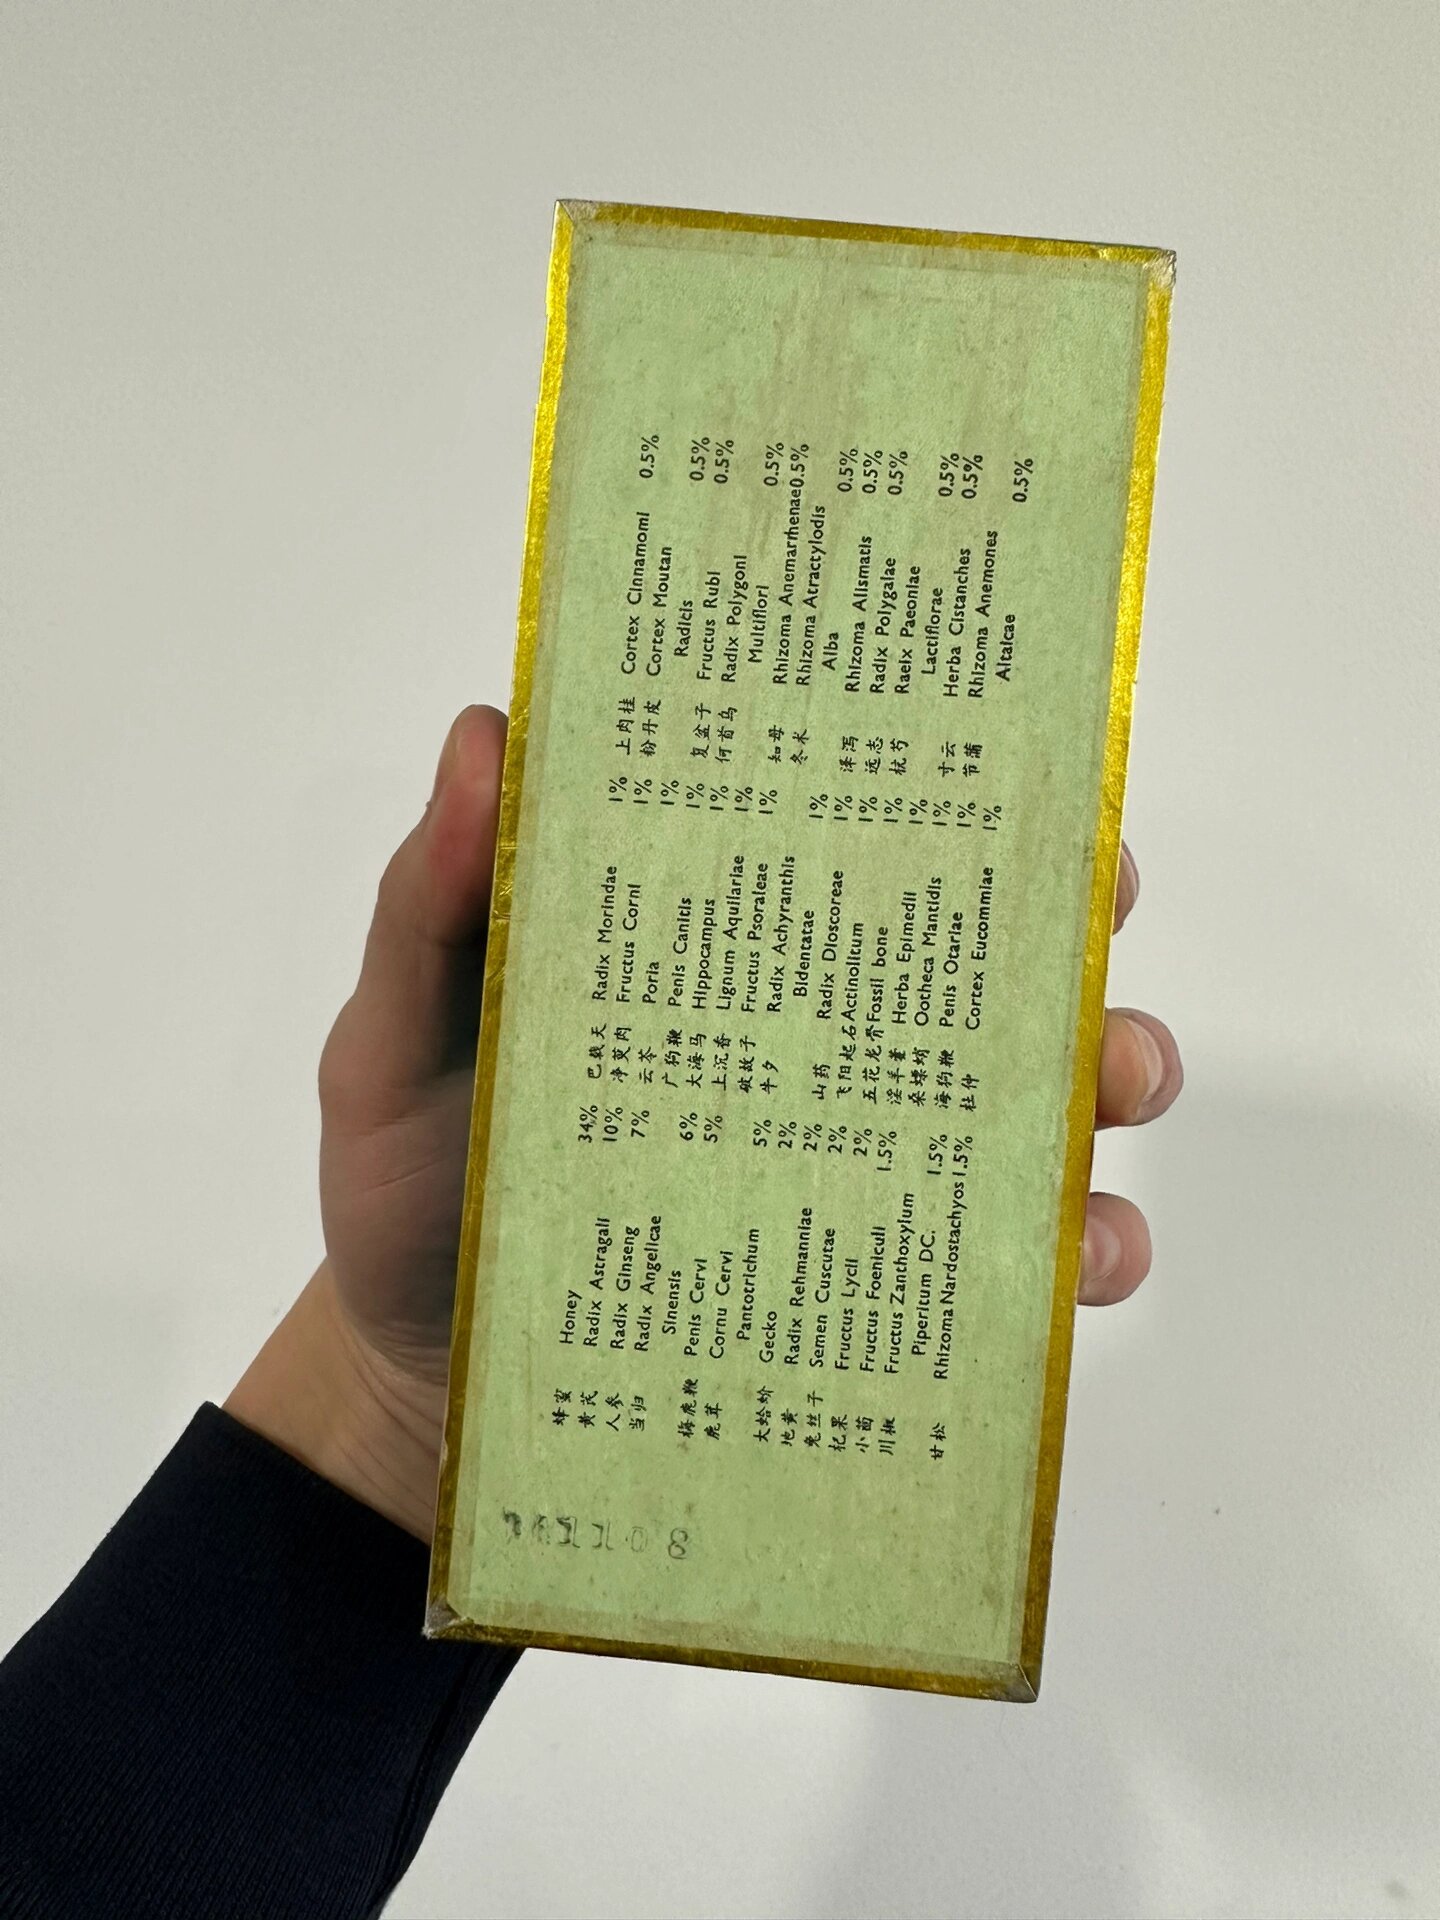 蜂蜜 Honey 34%
黄芪 Radix Astragali 10%
人参 Radix Ginseng 7%
当归 Radix Angelicae
Sinensis 6%
梅鹿鞭 Penis Cervi 5%
鹿茸 Cornu Cervi
Pantotrichum 5%
大蛤蚧 Gecko 2%
地黄 Radix Rehmanniae 2%
兔丝子 Semen Cuscutae 2%
杞果 Fructus Lycii 2%
小茴 Fructus Foeniculi 1.5%
川椒 Fructus Zanthoxylum
Piperitum DC. 1.5%
甘松 Rhizoma Nardostachyos 1.5%
巴戟天 Radix Morindae 1%
净萸肉 Fructus Corni 1%
云苓 Poria 1%
广狗鞭 Penis Canitis 1%
大海马 Hippocampus 1%
上沉香 Lignum Aquilariae 1%
破故子 Fructus Psoraleae 1%
牛夕 Radix Achyranthis
Bidentatae 1%
山药 Radix Dioscoreae 1%
飞阳起石 Actinolitum 1%
五花龙骨 Fossil bone 1%
淫羊藿 Herba Epimedii 1%
桑螵蛸 Ootheca Mantidis 1%
海狗鞭 Penis Otariae 1%
杜仲 Cortex Eucommiae 1%
上肉桂 Cortex Cinnamomi 0.5%
粉丹皮 Cortex Moutan
Radicis 0.5%
复盆子 Fructus Rubi 0.5%
何首乌 Radix Polygoni
Multiflori 0.5%
知母 Rhizoma Anemarrhenae 0.5%
冬术 Rhizoma Atractylodis
Alba 0.5%
泽泻 Rhizoma Alismatis 0.5%
远志 Radix Polygalae 0.5%
杭芍 Raeix Paeoniae
Lactiflorae 0.5%
寸云 Herba Cistanches 0.5%
节蒲 Rhizoma Anemones
Altaicae 0.5%